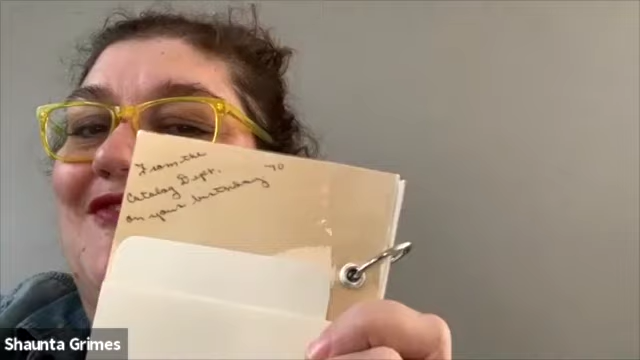 From the
Catalog Dept.
on your birthday '70
Shaunta Grimes